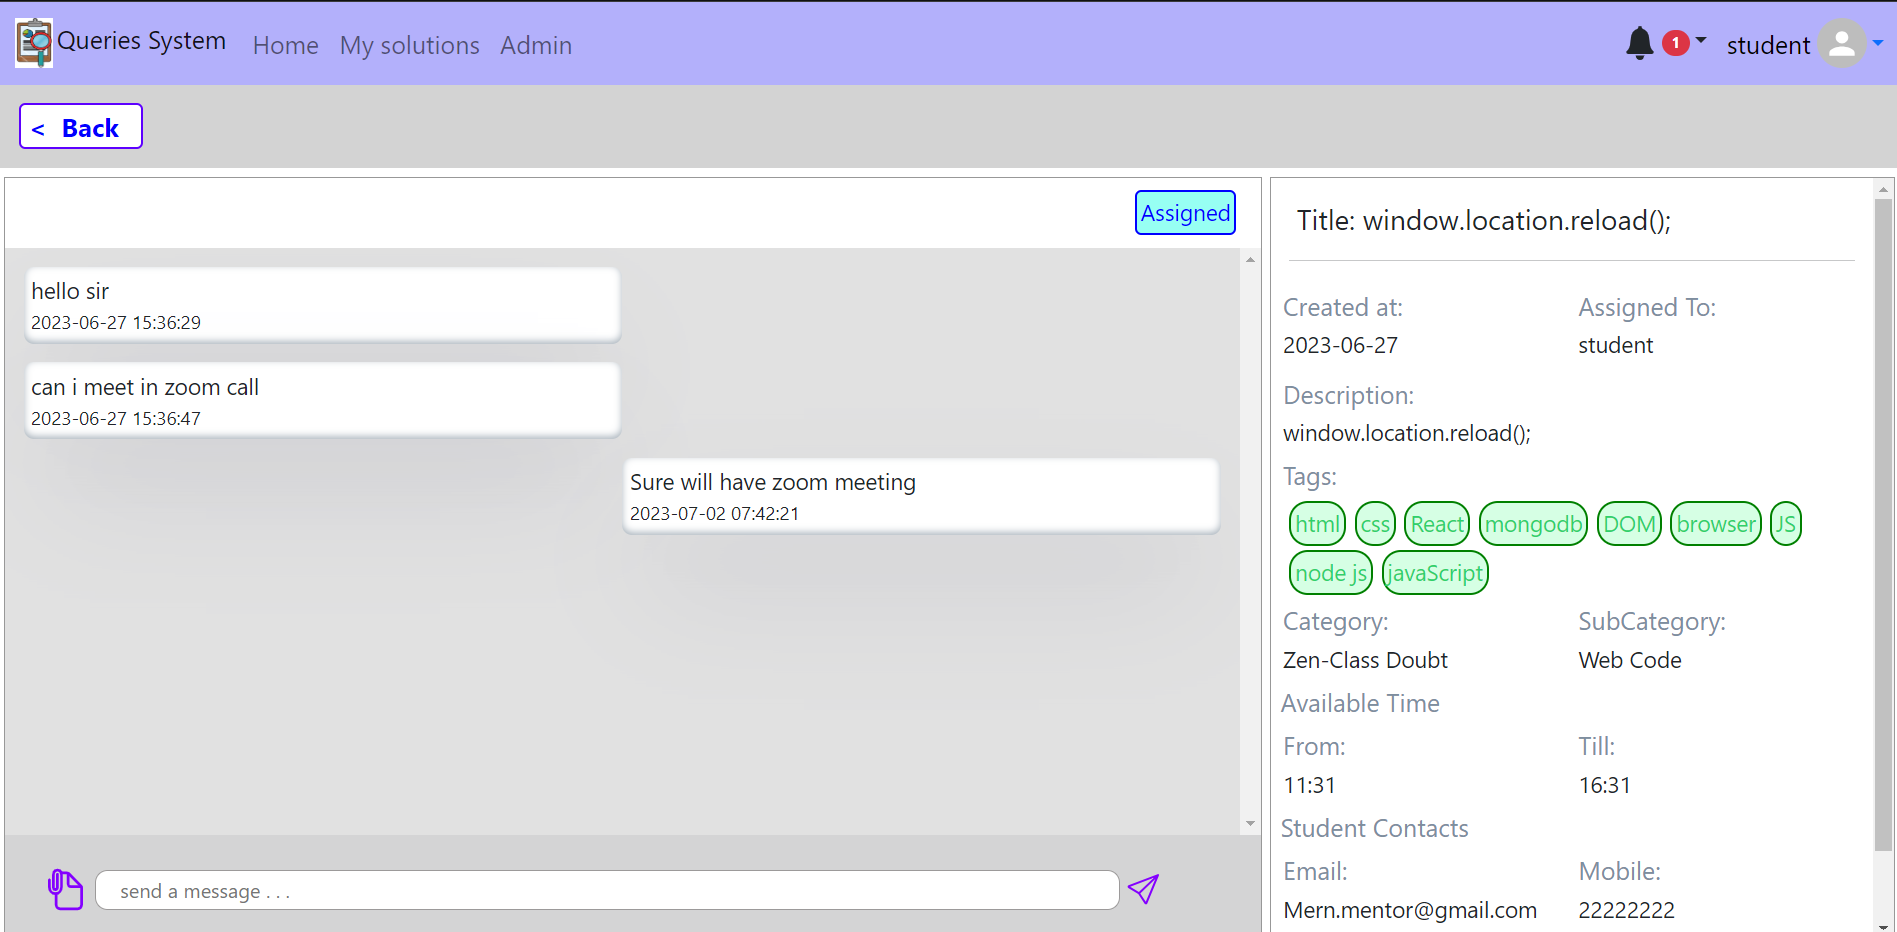 Queries System Home My solutions Admin 1 student
< Back
Assigned
hello sir
2023-06-27 15:36:29
can i meet in zoom call
2023-06-27 15:36:47
Sure will have zoom meeting
2023-07-02 07:42:21
send a message . . .
Title: window.location.reload();
Created at: Assigned To:
2023-06-27 student
Description:
window.location.reload();
Tags:
html css React mongodb DOM browser JS
node js javaScript
Category: SubCategory:
Zen-Class Doubt Web Code
Available Time
From: Till:
11:31 16:31
Student Contacts
Email: Mobile:
Mern.mentor@gmail.com 22222222